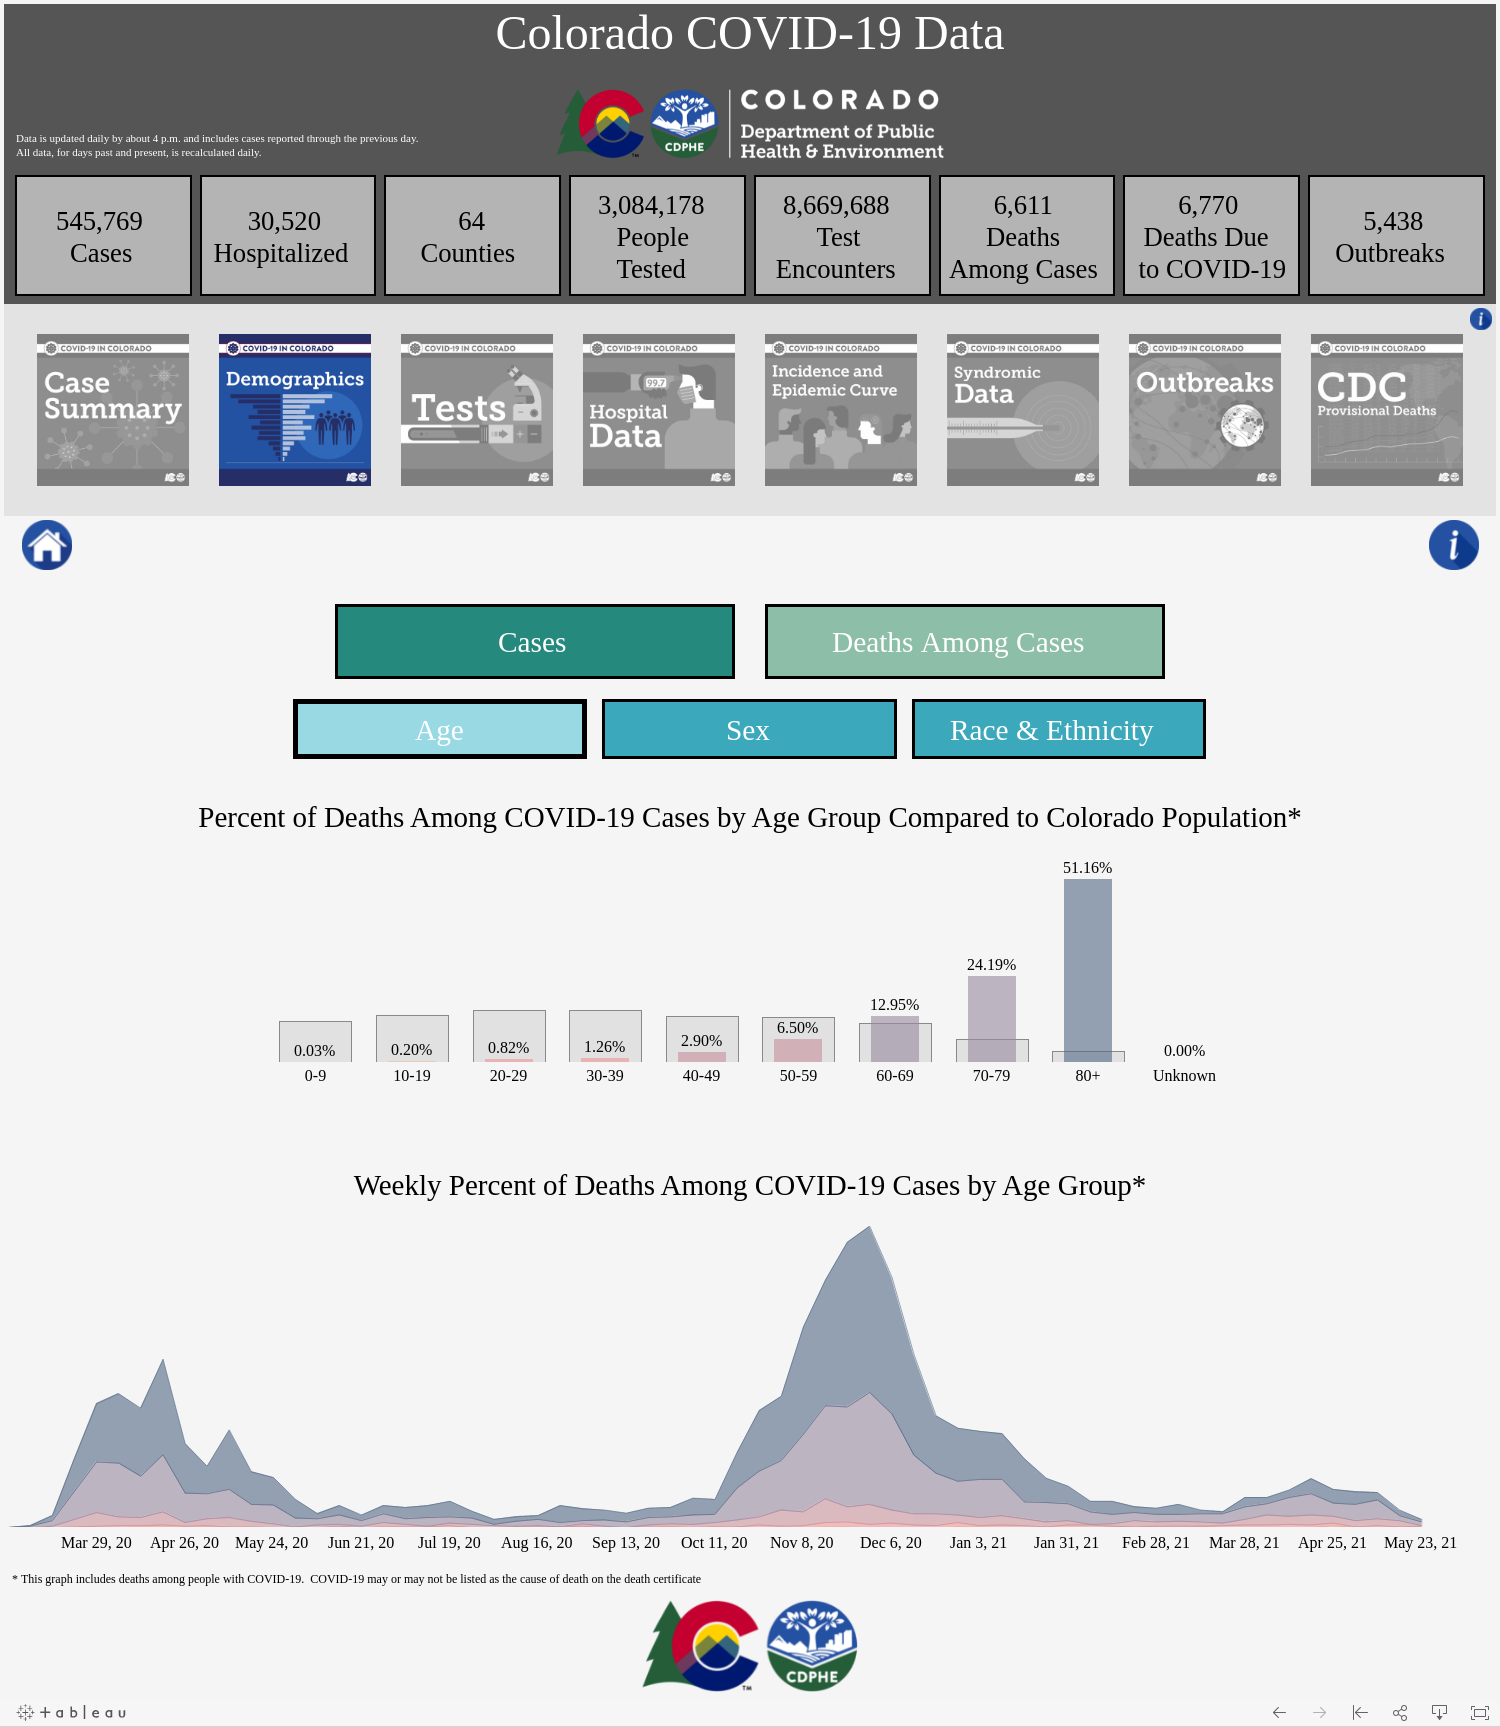 Colorado COVID-19 Data
COLORADO
Department of Public
Health & Environment
CDPHE
TM
Data is updated daily by about 4 p.m. and includes cases reported through the previous day.
All data, for days past and present, is recalculated daily.
545,769
Cases
30,520
Hospitalized
64
Counties
3,084,178
People
Tested
8,669,688
Test
Encounters
6,611
Deaths
Among Cases
6,770
Deaths Due
to COVID-19
5,438
Outbreaks
i
COVID-19 IN COLORADO
Case
Summary
COVID-19 IN COLORADO
Demographics
COVID-19 IN COLORADO
Tests
COVID-19 IN COLORADO
99.7
Hospital
Data
COVID-19 IN COLORADO
Incidence and
Epidemic Curve
COVID-19 IN COLORADO
Syndromic
Data
COVID-19 IN COLORADO
Outbreaks
COVID-19 IN COLORADO
CDC
Provisional Deaths
i
Cases
Deaths Among Cases
Age
Sex
Race & Ethnicity
Percent of Deaths Among COVID-19 Cases by Age Group Compared to Colorado Population*
0.03%
0.20%
0.82%
1.26%
2.90%
6.50%
12.95%
24.19%
51.16%
0.00%
0-9
10-19
20-29
30-39
40-49
50-59
60-69
70-79
80+
Unknown
Weekly Percent of Deaths Among COVID-19 Cases by Age Group*
Mar 29, 20
Apr 26, 20
May 24, 20
Jun 21, 20
Jul 19, 20
Aug 16, 20
Sep 13, 20
Oct 11, 20
Nov 8, 20
Dec 6, 20
Jan 3, 21
Jan 31, 21
Feb 28, 21
Mar 28, 21
Apr 25, 21
May 23, 21
* This graph includes deaths among people with COVID-19.  COVID-19 may or may not be listed as the cause of death on the death certificate
TM
CDPHE
+ableau